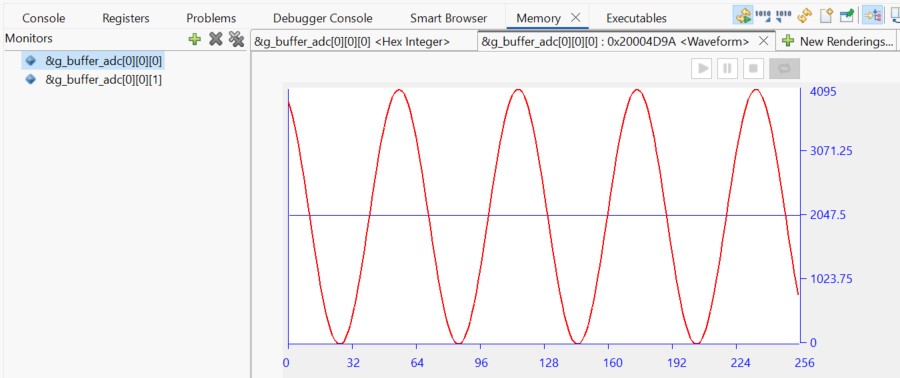 Console Registers Problems Debugger Console Smart Browser Memory Executables
Monitors
&g_buffer_adc[0][0][0] <Hex Integer> &g_buffer_adc[0][0][0] : 0x20004D9A <Waveform> New Renderings...
&g_buffer_adc[0][0][0]
&g_buffer_adc[0][0][1]
4095
3071.25
2047.5
1023.75
0
0 32 64 96 128 160 192 224 256